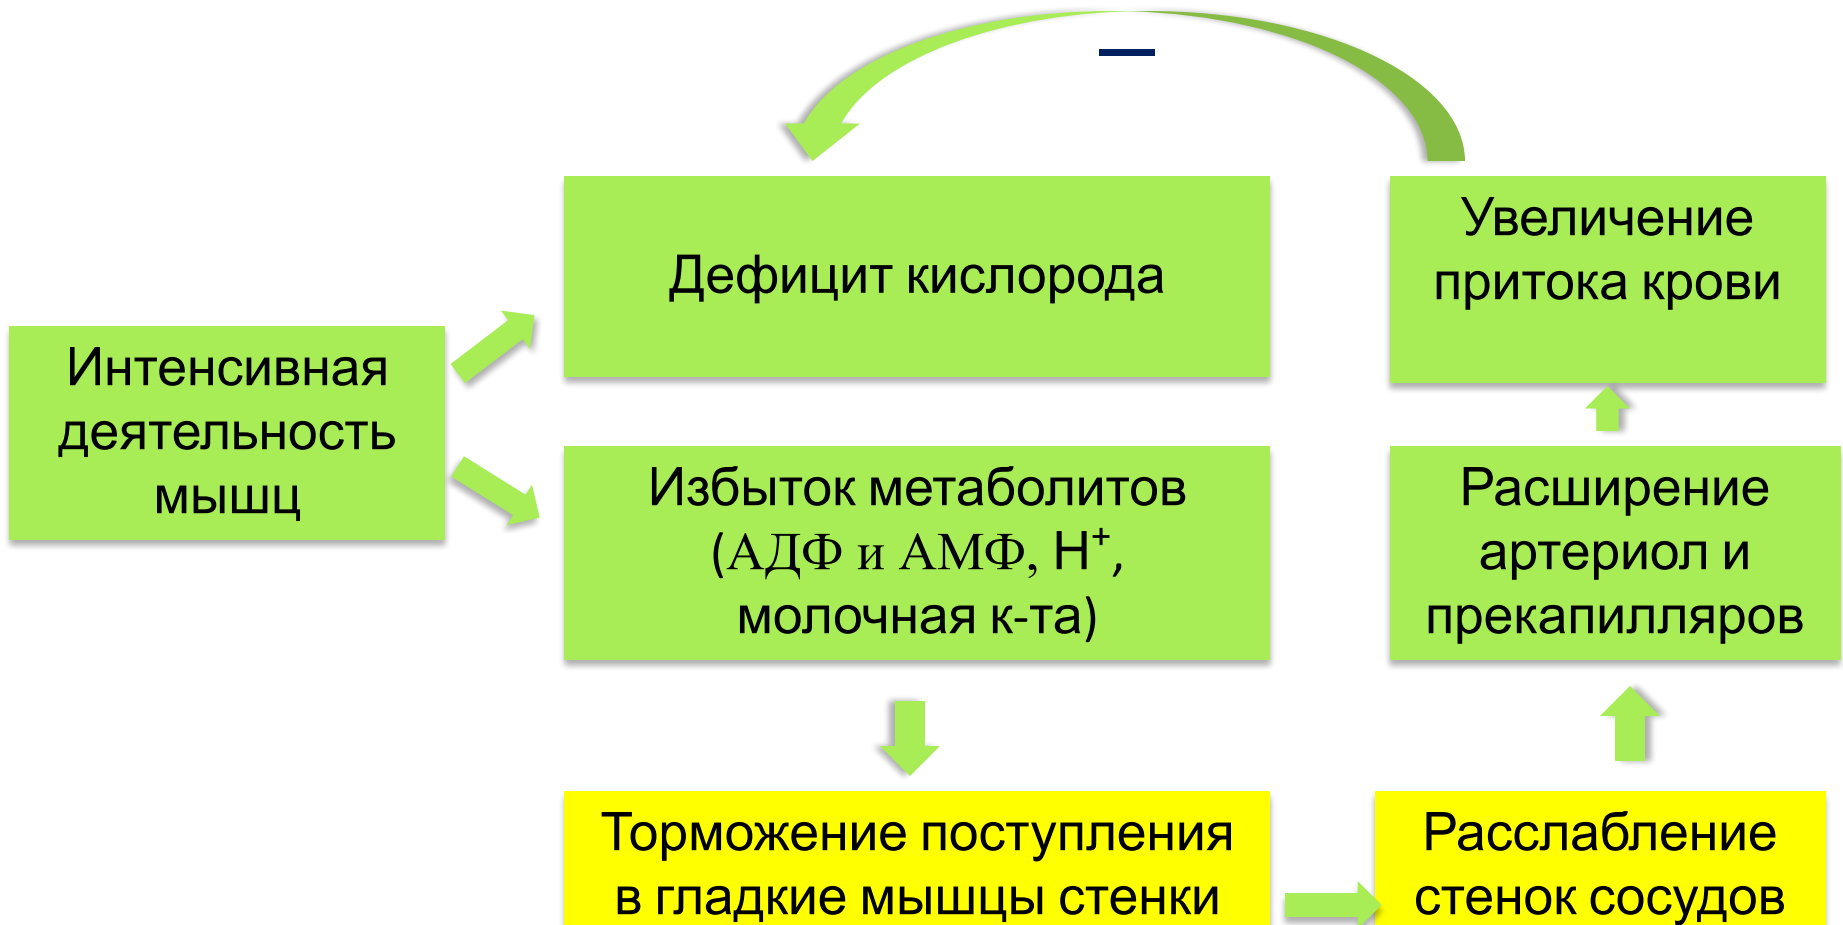 —
Дефицит кислорода
Увеличение
притока крови
Интенсивная
деятельность
мышц
Избыток метаболитов
(АДФ и АМФ, Н⁺,
молочная к-та)
Расширение
артериол и
прекапилляров
Торможение поступления
в гладкие мышцы стенки
Расслабление
стенок сосудов